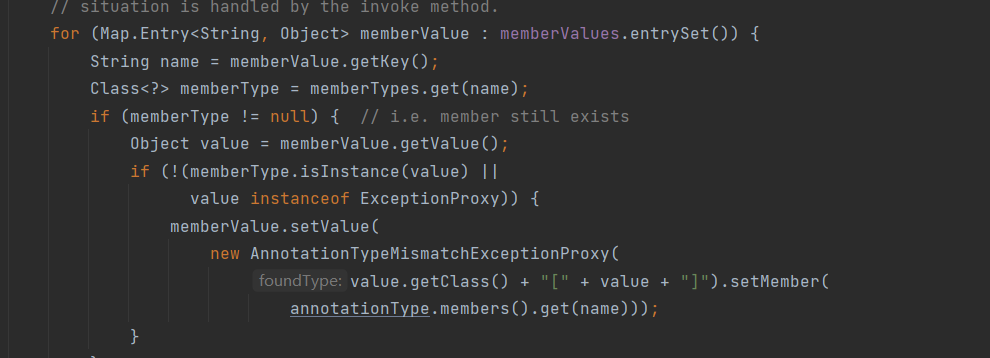 // situation is handled by the invoke method.
for (Map.Entry<String, Object> memberValue : memberValues.entrySet()) {
String name = memberValue.getKey();
Class<?> memberType = memberTypes.get(name);
if (memberType != null) {  // i.e. member still exists
Object value = memberValue.getValue();
if (!(memberType.isInstance(value) ||
value instanceof ExceptionProxy)) {
memberValue.setValue(
new AnnotationTypeMismatchExceptionProxy(
foundType: value.getClass() + "[" + value + "]").setMember(
annotationType.members().get(name)));
}